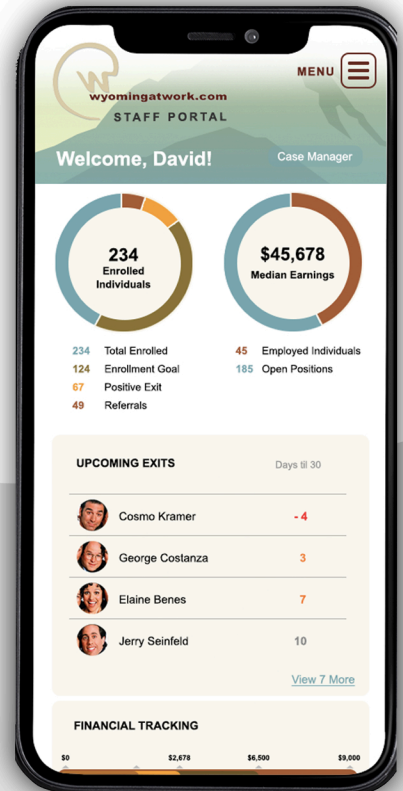 W
MENU
wyomingatwork.com
STAFF PORTAL
Welcome, David!
Case Manager
234
Enrolled
Individuals
$45,678
Median Earnings
234 Total Enrolled
124 Enrollment Goal
67 Positive Exit
49 Referrals
45 Employed Individuals
185 Open Positions
UPCOMING EXITS
Days til 30
Cosmo Kramer - 4
George Costanza 3
Elaine Benes 7
Jerry Seinfeld 10
View 7 More
FINANCIAL TRACKING
$0 $2,678 $6,500 $9,000